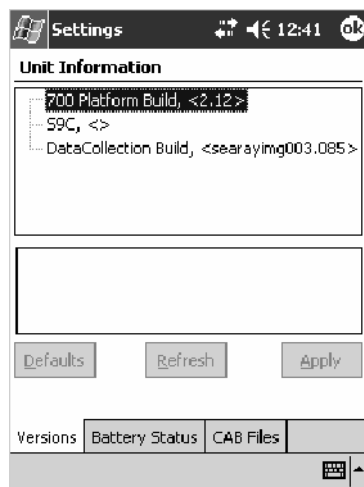 Settings 12:41 ok
Unit Information
700 Platform Build, <2.12>
S9C, <>
DataCollection Build, <searayimg003.085>
Defaults Refresh Apply
Versions Battery Status CAB Files